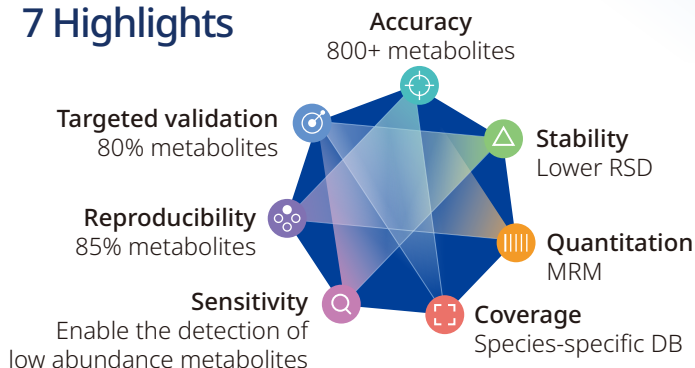 7 Highlights
Accuracy
800+ metabolites
Targeted validation
80% metabolites
Stability
Lower RSD
Reproducibility
85% metabolites
Quantitation
MRM
Sensitivity
Enable the detection of
low abundance metabolites
Coverage
Species-specific DB